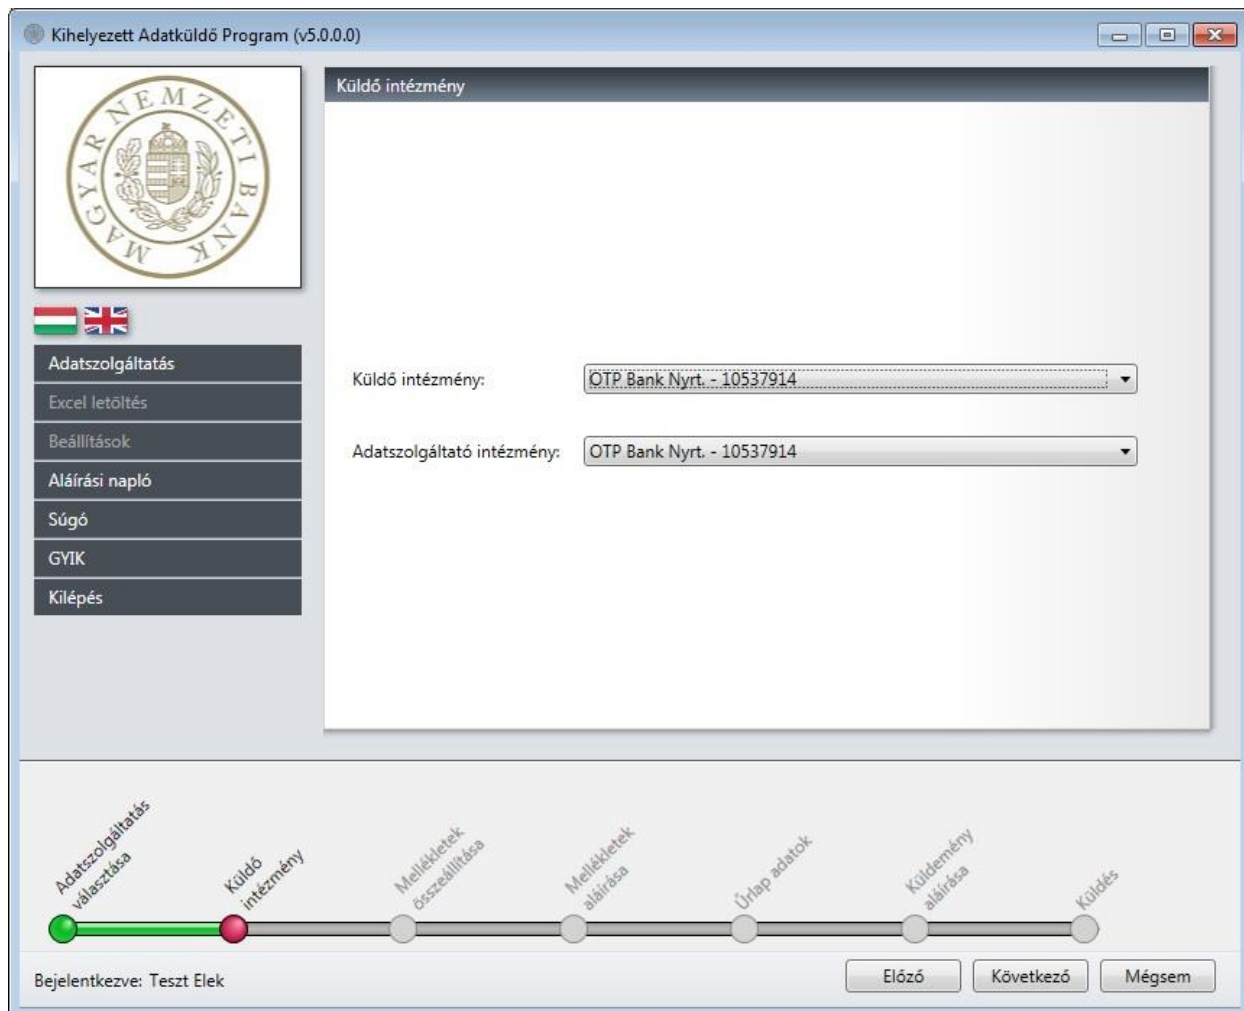 Kihelyezett Adatküldő Program (v5.0.0.0)
MAGYAR NEMZETI BANK
Küldő intézmény
Adatszolgáltatás
Excel letöltés
Beállítások
Aláírási napló
Súgó
GYIK
Kilépés
Küldő intézmény:
OTP Bank Nyrt. - 10537914
Adatszolgáltató intézmény:
OTP Bank Nyrt. - 10537914
Adatszolgáltatás
választása
Küldő
intézmény
Mellékletek
összeállítása
Mellékletek
aláírása
Űrlap adatok
Küldemény
aláírása
Küldés
Bejelentkezve: Teszt Elek
Előző
Következő
Mégsem